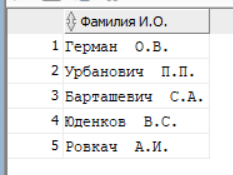 Фамилия И.О.
1 Герман  О.В.
2 Урбанович  П.П.
3 Барташевич  С.А.
4 Юденков  В.С.
5 Ровкач  А.И.